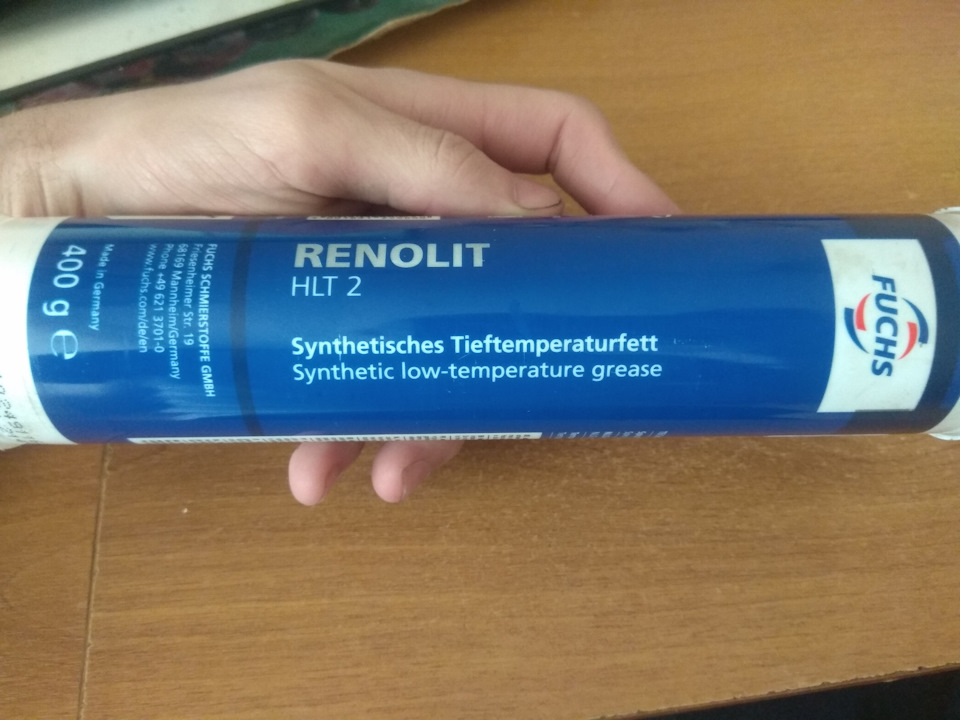 RENOLIT
HLT 2
Synthetisches Tieftemperaturfett
Synthetic low-temperature grease
FUCHS
FUCHS SCHMIERSTOFFE GMBH
Friesenheimer Str. 19
68169 Mannheim/Germany
Phone +49 621 3701-0
www.fuchs.com/de/en
Made in Germany
400 g ℮